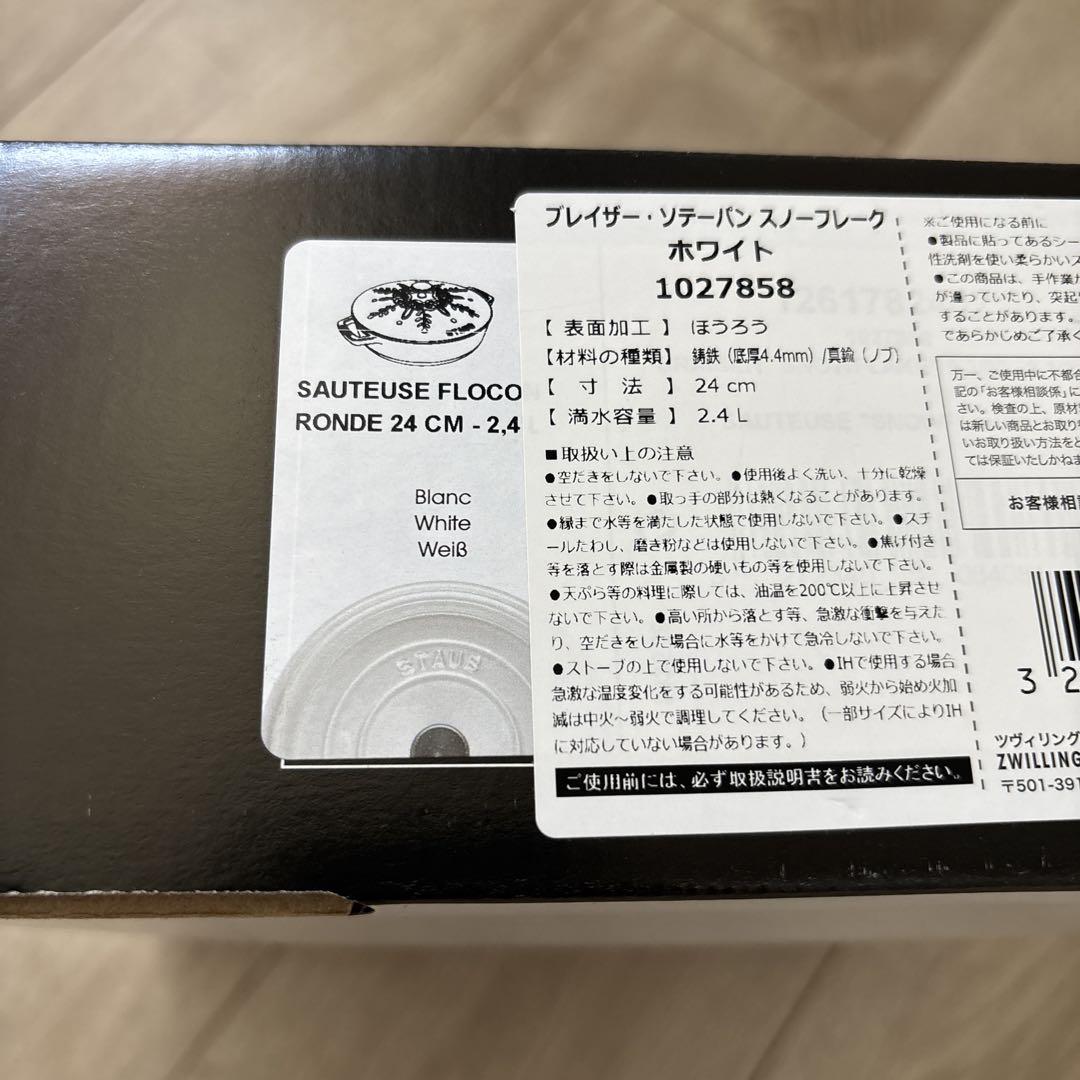 SAUTEUSE FLOCO
RONDE 24 CM - 2,4
Blanc
White
Weiß
STAUB
ブレイザー・ソテーパン スノーフレーク
ホワイト
1027858
【 表面加工 】 ほうろう
【材料の種類】 鋳鉄（底厚4.4mm）/真鍮（ノブ）
【 寸 法 】 24 cm
【 満水容量 】 2.4 L
■取扱い上の注意
●空だきをしないで下さい。●使用後よく洗い、十分に乾燥
させて下さい。●取っ手の部分は熱くなることがあります。
●縁まで水等を満たした状態で使用しないで下さい。●スチ
ールたわし、磨き粉などは使用しないで下さい。●焦げ付き
等を落とす際は金属製の硬いもの等を使用しないで下さい。
●天ぷら等の料理に際しては、油温を200℃以上に上昇させ
ないで下さい。●高い所から落とす等、急激な衝撃を与えた
り、空だきをした場合に水等をかけて急冷しないで下さい。
●ストーブの上で使用しないで下さい。●IHで使用する場合
急激な温度変化をする可能性があるため、弱火から始め火加
減は中火～弱火で調理してください。（一部サイズによりIH
に対応していない場合があります。）
ご使用前には、必ず取扱説明書をお読みください。
※ご使用になる前に
●製品に貼ってあるシー
性洗剤を使い柔らかいス
●この商品は、手作業
が違っていたり、突起
することがあります。
であらかじめご了承く
万一、ご使用中に不都合
記の「お客様相談係」に
さい。検査の上、原材
は新しい商品とお取り
いお取り扱い方法をと
ては保証いたしかねま
お客様相
3 2
ツヴィリング
ZWILLING
〒501-391